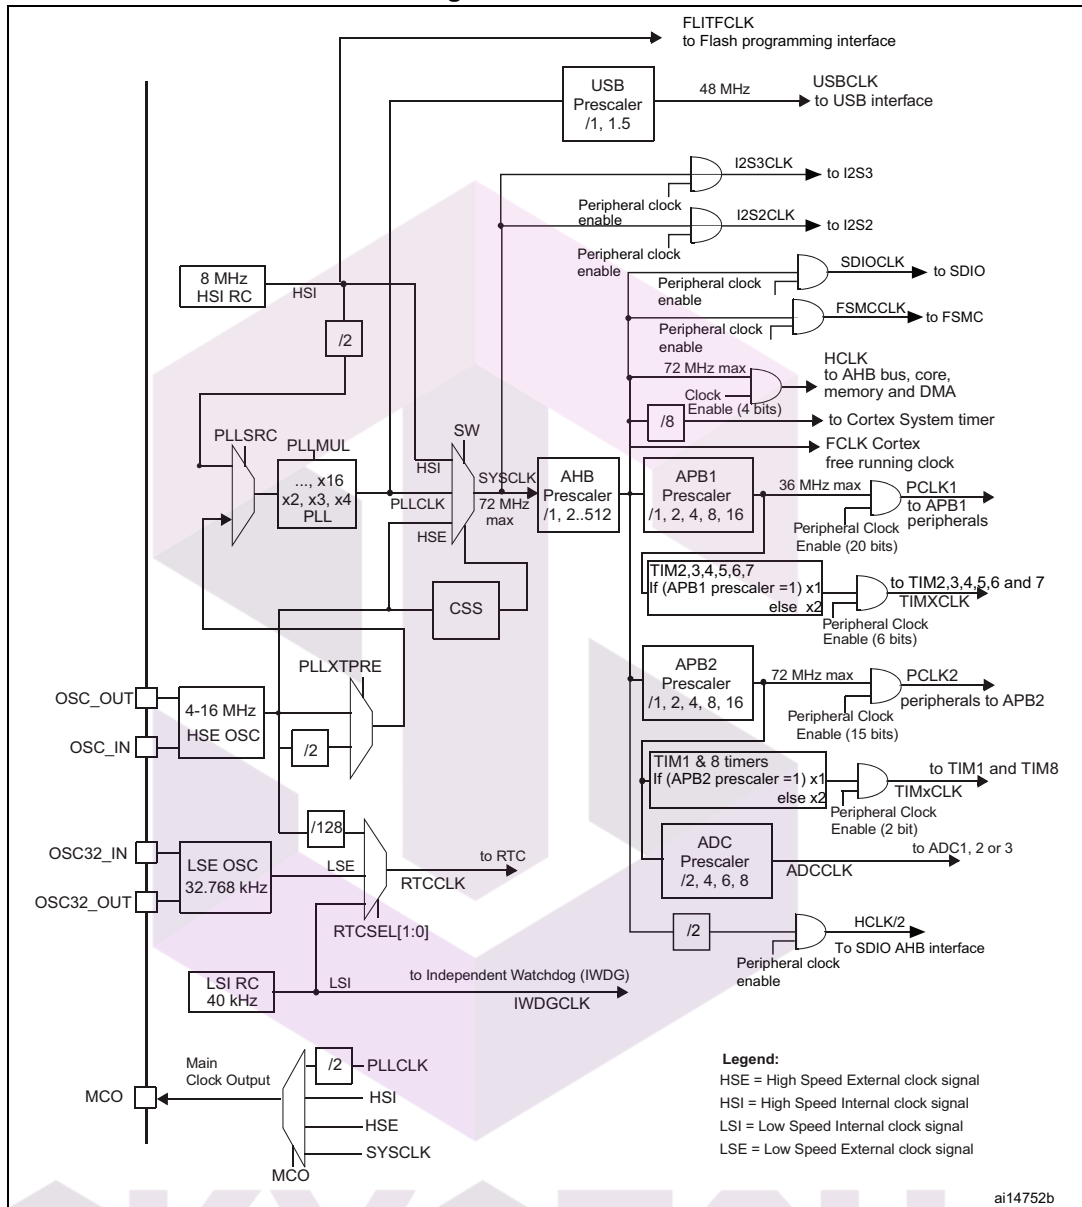 FLITFCLK
to Flash programming interface
USB
Prescaler
/1, 1.5
48 MHz
USBCLK
to USB interface
I2S3CLK
to I2S3
Peripheral clock
enable
I2S2CLK
to I2S2
Peripheral clock
enable
SDIOCLK
to SDIO
Peripheral clock
enable
FSMCCLK
to FSMC
Peripheral clock
enable
8 MHz
HSI RC
HSI
/2
HCLK
to AHB bus, core,
memory and DMA
72 MHz max
Clock
Enable (4 bits)
/8
to Cortex System timer
FCLK Cortex
free running clock
PLLSRC
PLLMUL
..., x16
x2, x3, x4
PLL
SW
HSI
PLLCLK
HSE
SYSCLK
72 MHz
max
AHB
Prescaler
/1, 2..512
APB1
Prescaler
/1, 2, 4, 8, 16
36 MHz max
PCLK1
to APB1
peripherals
Peripheral Clock
Enable (20 bits)
TIM2,3,4,5,6,7
If (APB1 prescaler =1) x1
else x2
to TIM2,3,4,5,6 and 7
TIMXCLK
Peripheral Clock
Enable (6 bits)
CSS
PLLXTPRE
OSC_OUT
OSC_IN
4-16 MHz
HSE OSC
/2
APB2
Prescaler
/1, 2, 4, 8, 16
72 MHz max
PCLK2
peripherals to APB2
Peripheral Clock
Enable (15 bits)
TIM1 & 8 timers
If (APB2 prescaler =1) x1
else x2
to TIM1 and TIM8
TIMxCLK
Peripheral Clock
Enable (2 bit)
/128
OSC32_IN
OSC32_OUT
LSE OSC
32.768 kHz
LSE
to RTC
RTCCLK
RTCSEL[1:0]
ADC
Prescaler
/2, 4, 6, 8
to ADC1, 2 or 3
ADCCLK
/2
HCLK/2
To SDIO AHB interface
Peripheral clock
enable
LSI RC
40 kHz
LSI
to Independent Watchdog (IWDG)
IWDGCLK
MCO
Main
Clock Output
/2
PLLCLK
HSI
HSE
SYSCLK
MCO
Legend:
HSE = High Speed External clock signal
HSI = High Speed Internal clock signal
LSI = Low Speed Internal clock signal
LSE = Low Speed External clock signal
ai14752b